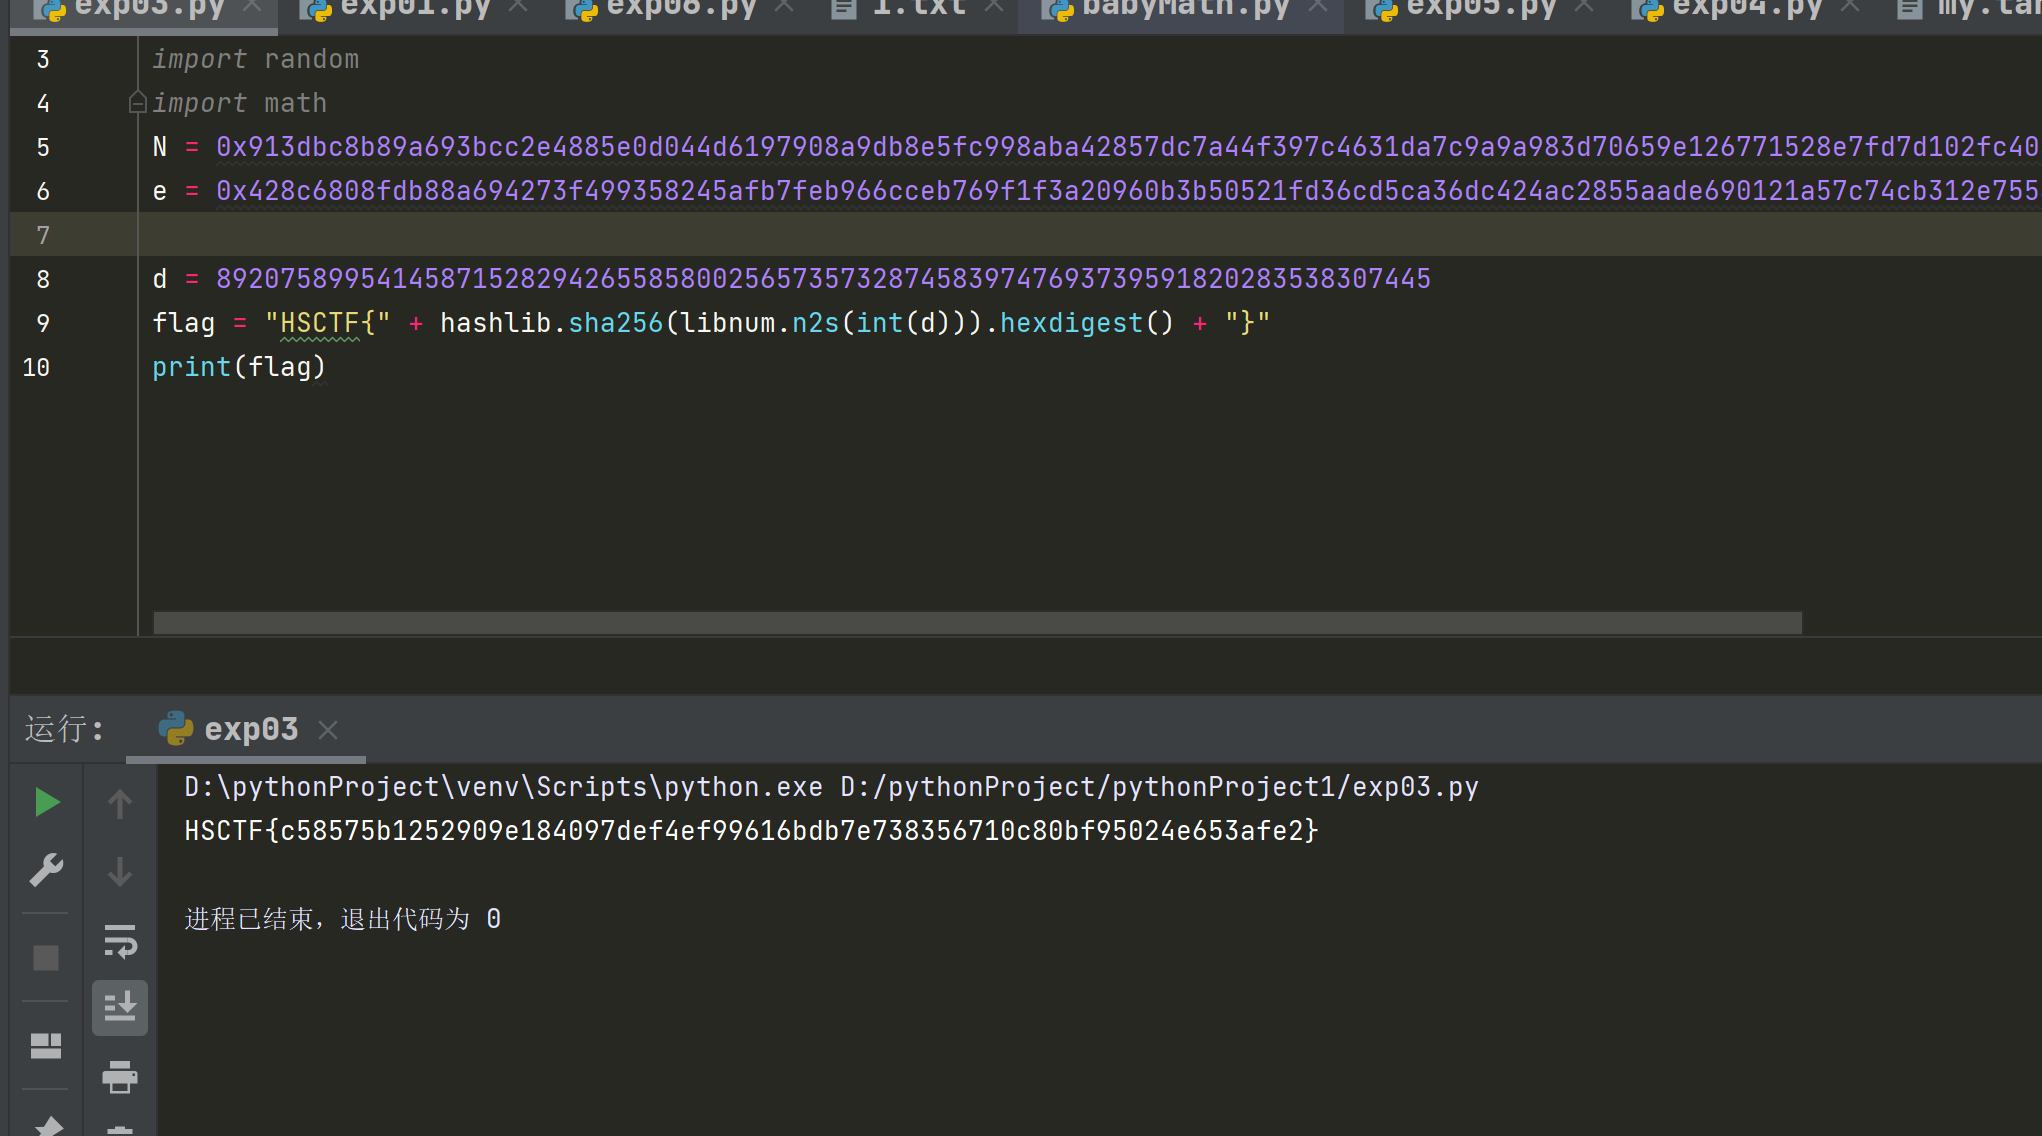 exp03.py exp01.py exp06.py 1.txt babyMath.py exp05.py exp04.py my.tar
3 import random
4 import math
5 N = 0x913dbc8b89a693bcc2e4885e0d044d6197908a9db8e5fc998aba42857dc7a44f397c4631da7c9a9a983d70659e126771528e7fd7d102fc40
6 e = 0x428c6808fdb88a694273f499358245afb7feb966cceb769f1f3a20960b3b50521fd36cd5ca36dc424ac2855aade690121a57c74cb312e755
7
8 d = 8920758995414587152829426558580025657357328745839747693739591820283538307445
9 flag = "HSCTF{" + hashlib.sha256(libnum.n2s(int(d))).hexdigest() + "}"
10 print(flag)
运行: exp03
D:\pythonProject\venv\Scripts\python.exe D:/pythonProject/pythonProject1/exp03.py
HSCTF{c58575b1252909e184097def4ef99616bdb7e738356710c80bf95024e653afe2}
进程已结束，退出代码为 0